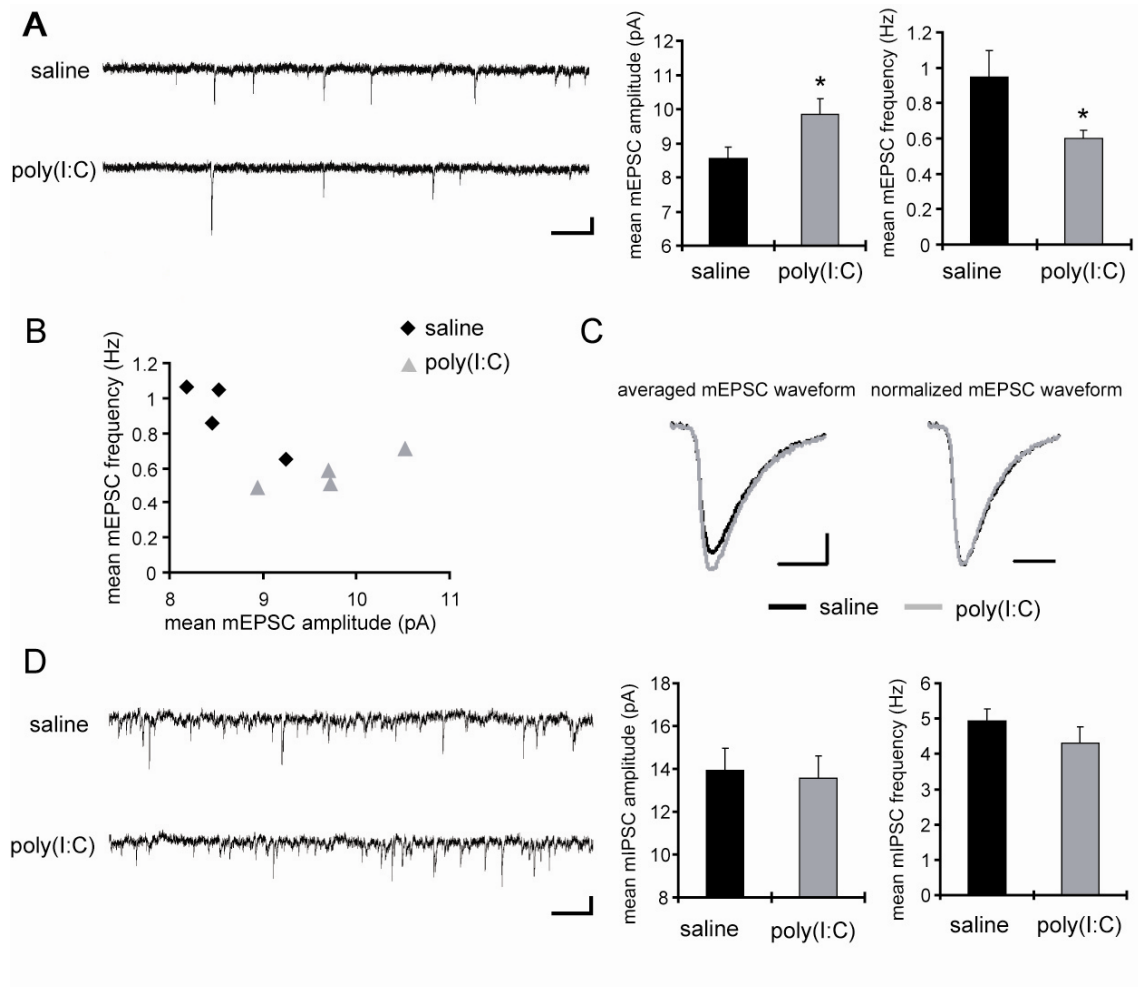 A
saline
poly(I:C)
mean mEPSC amplitude (pA)
12
11
10
9
8
7
6
*
saline
poly(I:C)
mean mEPSC frequency (Hz)
1.2
1
0.8
0.6
0.4
0.2
0
*
saline
poly(I:C)
B
saline
poly(I:C)
mean mEPSC frequency (Hz)
1.2
1
0.8
0.6
0.4
0.2
0
8
9
10
11
mean mEPSC amplitude (pA)
C
averaged mEPSC waveform
normalized mEPSC waveform
saline
poly(I:C)
D
saline
poly(I:C)
mean mIPSC amplitude (pA)
18
16
14
12
10
8
saline
poly(I:C)
mean mIPSC frequency (Hz)
6
5
4
3
2
1
0
saline
poly(I:C)